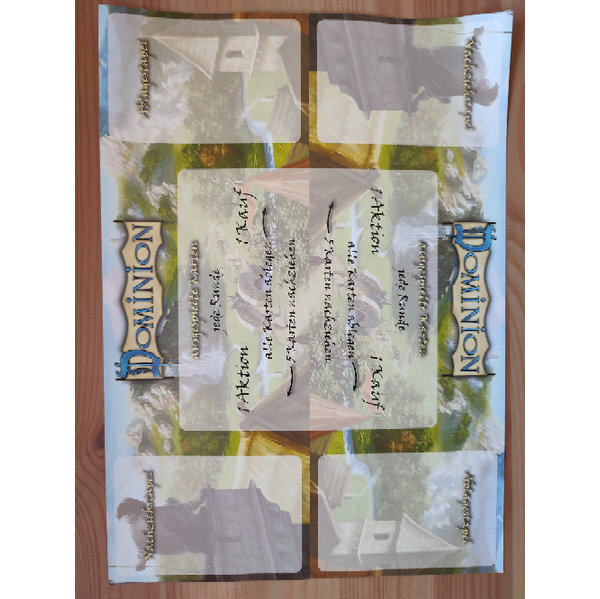 Nachziehstapel
DOMINION
Ablagestapel
ausgespielte Karten
jede Runde
1 Aktion 1 Kauf
alle Karten ablegen
5 Karten nachziehen
Nachziehstapel
DOMINION
Ablagestapel
ausgespielte Karten
jede Runde
1 Aktion 1 Kauf
alle Karten ablegen
5 Karten nachziehen